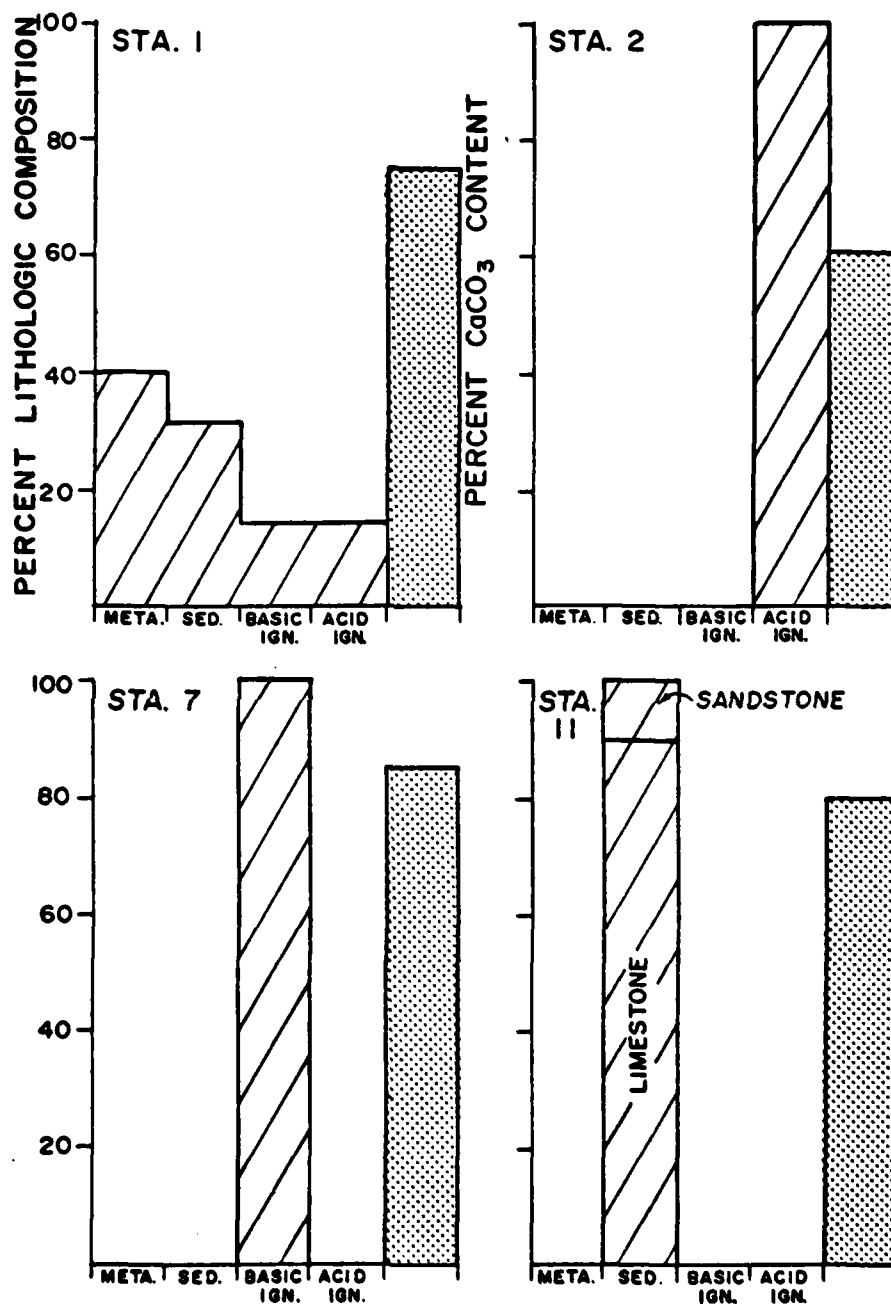 PERCENT LITHOLOGIC COMPOSITION
100
80
60
40
20
STA. 1
META. SED. BASIC IGN. ACID IGN.
PERCENT CaCO₃ CONTENT
STA. 2
META. SED. BASIC IGN. ACID IGN.
100
80
60
40
20
STA. 7
META. SED. BASIC IGN. ACID IGN.
STA. 11
SANDSTONE
LIMESTONE
META. SED. BASIC IGN. ACID IGN.